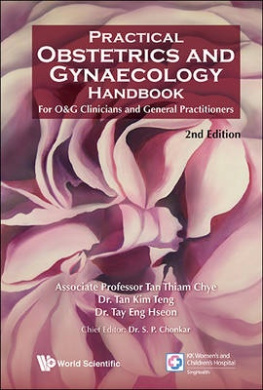 PRACTICAL
OBSTETRICS AND
GYNAECOLOGY
HANDBOOK
For O&G Clinicians and General Practitioners
2nd Edition
Associate Professor Tan Thiam Chye
Dr. Tan Kim Teng
Dr. Tay Eng Hseon
Chief Editor: Dr. S. P. Chonkar
World Scientific
KK Women's and
Children's Hospital
SingHealth